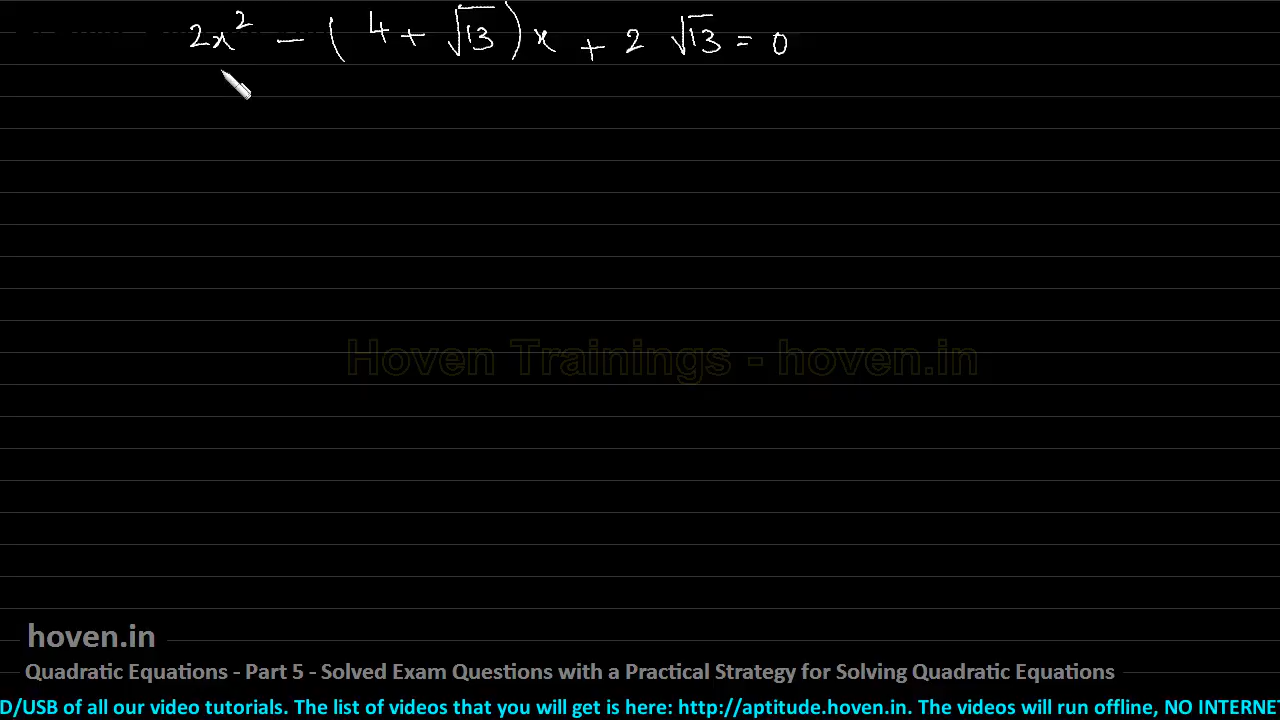 2x² - (4 + √13)x + 2 √13 = 0
Hoven Trainings - hoven.in
hoven.in
Quadratic Equations - Part 5 - Solved Exam Questions with a Practical Strategy for Solving Quadratic Equations
D/USB of all our video tutorials. The list of videos that you will get is here: http://aptitude.hoven.in. The videos will run offline, NO INTERNE